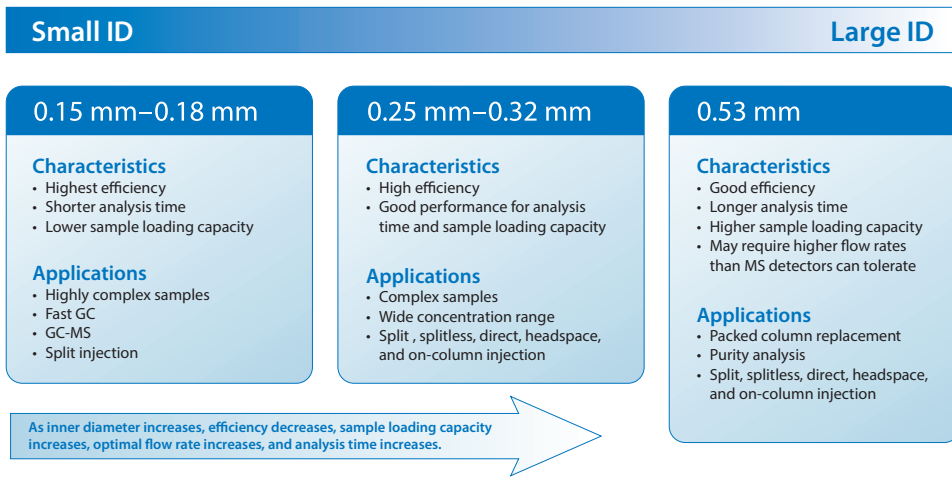 Small ID
Large ID
0.15 mm–0.18 mm
Characteristics
• Highest efficiency
• Shorter analysis time
• Lower sample loading capacity
Applications
• Highly complex samples
• Fast GC
• GC-MS
• Split injection
0.25 mm–0.32 mm
Characteristics
• High efficiency
• Good performance for analysis
time and sample loading capacity
Applications
• Complex samples
• Wide concentration range
• Split , splitless, direct, headspace,
and on-column injection
0.53 mm
Characteristics
• Good efficiency
• Longer analysis time
• Higher sample loading capacity
• May require higher flow rates
than MS detectors can tolerate
Applications
• Packed column replacement
• Purity analysis
• Split, splitless, direct, headspace,
and on-column injection
As inner diameter increases, efficiency decreases, sample loading capacity
increases, optimal flow rate increases, and analysis time increases.